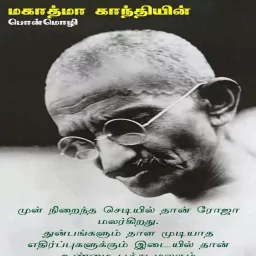 மகாத்மா காந்தியின்
பொன்மொழி
முள் நிறைந்த செடியில் தான் ரோஜா
மலர்கிறது.
துன்பங்களும் தாள முடியாத
எதிர்ப்புகளுக்கும் இடையில் தான்